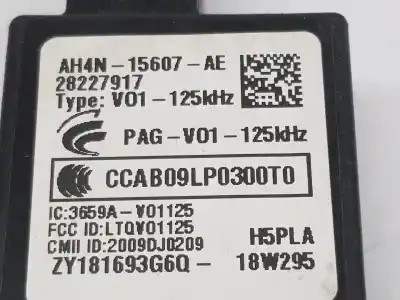 AH4N-15607-AE
28227917
Type: V01-125kHz
PAG-V01-125kHz
CCAB09LP0300T0
IC:3659A-V01125
FCC ID:LTQV01125
CMII ID:2009DJ0209 H5PLA
ZY181693G6Q- 18W295